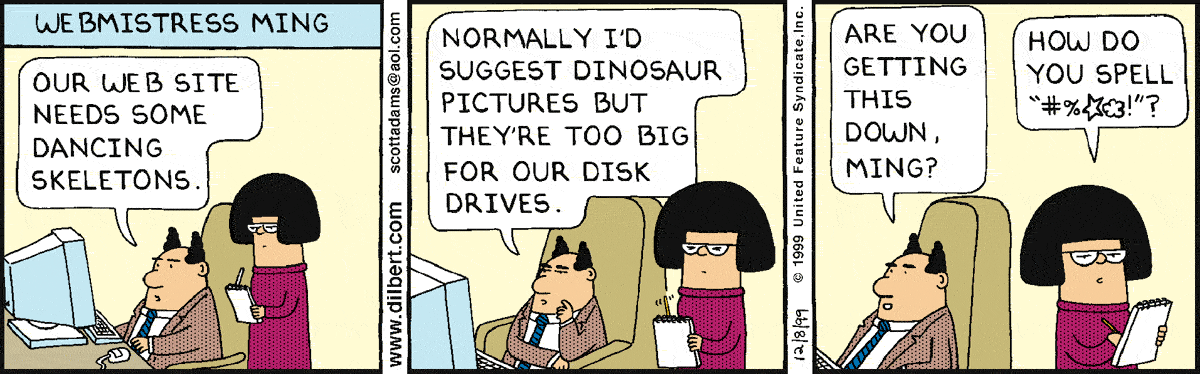 WEBMISTRESS MING
OUR WEB SITE
NEEDS SOME
DANCING
SKELETONS.
www.dilbert.com scottadams@aol.com
NORMALLY I'D
SUGGEST DINOSAUR
PICTURES BUT
THEY'RE TOO BIG
FOR OUR DISK
DRIVES.
12/8/99 © 1999 United Feature Syndicate, Inc.
ARE YOU
GETTING
THIS
DOWN,
MING?
HOW DO
YOU SPELL
"#%☆💥!"?